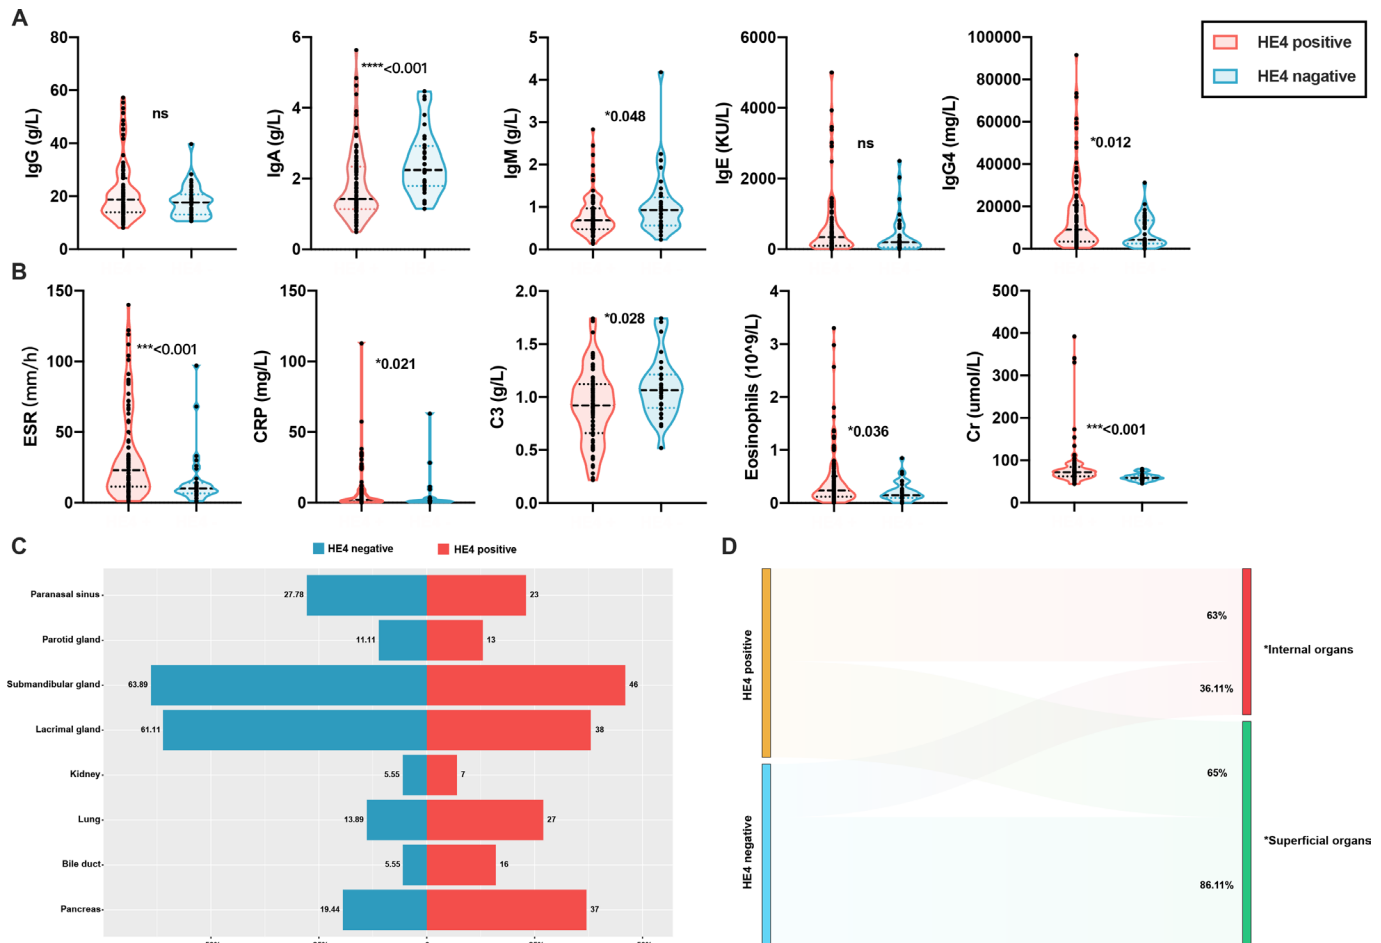 A
HE4 positive
HE4 nagative
IgG (g/L)
80
60
40
20
0
ns
IgA (g/L)
6
4
2
0
****<0.001
IgM (g/L)
5
4
3
2
1
0
*0.048
IgE (KU/L)
6000
4000
2000
0
ns
IgG4 (mg/L)
100000
80000
60000
40000
20000
0
*0.012
B
ESR (mm/h)
150
100
50
0
***<0.001
CRP (mg/L)
150
100
50
0
*0.021
C3 (g/L)
2.0
1.5
1.0
0.5
0.0
*0.028
Eosinophils (10^9/L)
4
3
2
1
0
*0.036
Cr (umol/L)
500
400
300
200
100
0
***<0.001
C
HE4 negative
HE4 positive
Paranasal sinus 27.78 23
Parotid gland 11.11 13
Submandibular gland 63.89 46
Lacrimal gland 61.11 38
Kidney 5.55 7
Lung 13.89 27
Bile duct 5.55 16
Pancreas 19.44 37
D
HE4 positive
HE4 negative
63%
36.11%
65%
86.11%
*Internal organs
*Superficial organs